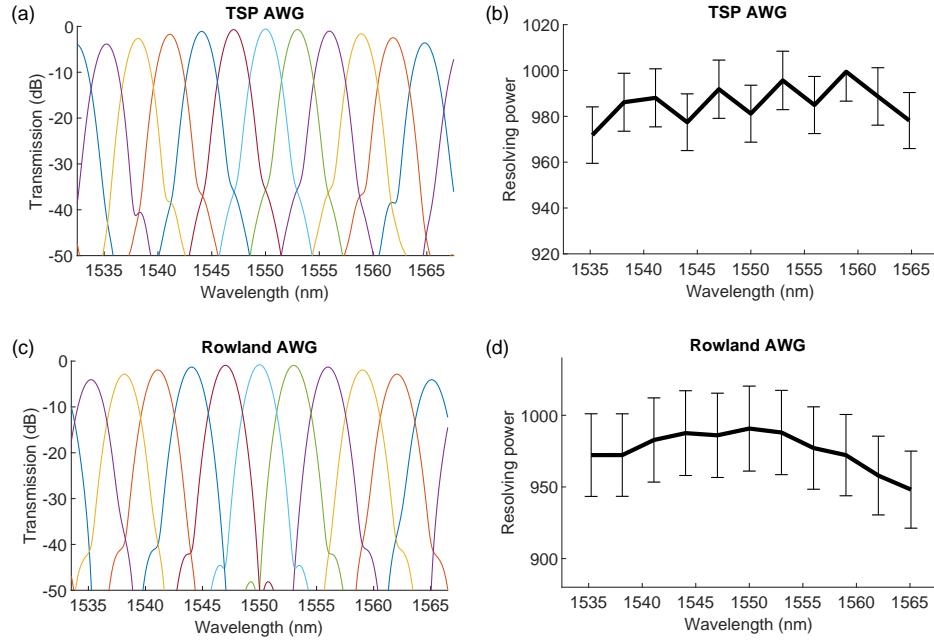 (a)
TSP AWG
Transmission (dB)
0
-10
-20
-30
-40
-50
1535 1540 1545 1550 1555 1560 1565
Wavelength (nm)
(b)
TSP AWG
Resolving power
1020
1000
980
960
940
920
1535 1540 1545 1550 1555 1560 1565
Wavelength (nm)
(c)
Rowland AWG
Transmission (dB)
0
-10
-20
-30
-40
-50
1535 1540 1545 1550 1555 1560 1565
Wavelength (nm)
(d)
Rowland AWG
Resolving power
1000
950
900
1535 1540 1545 1550 1555 1560 1565
Wavelength (nm)